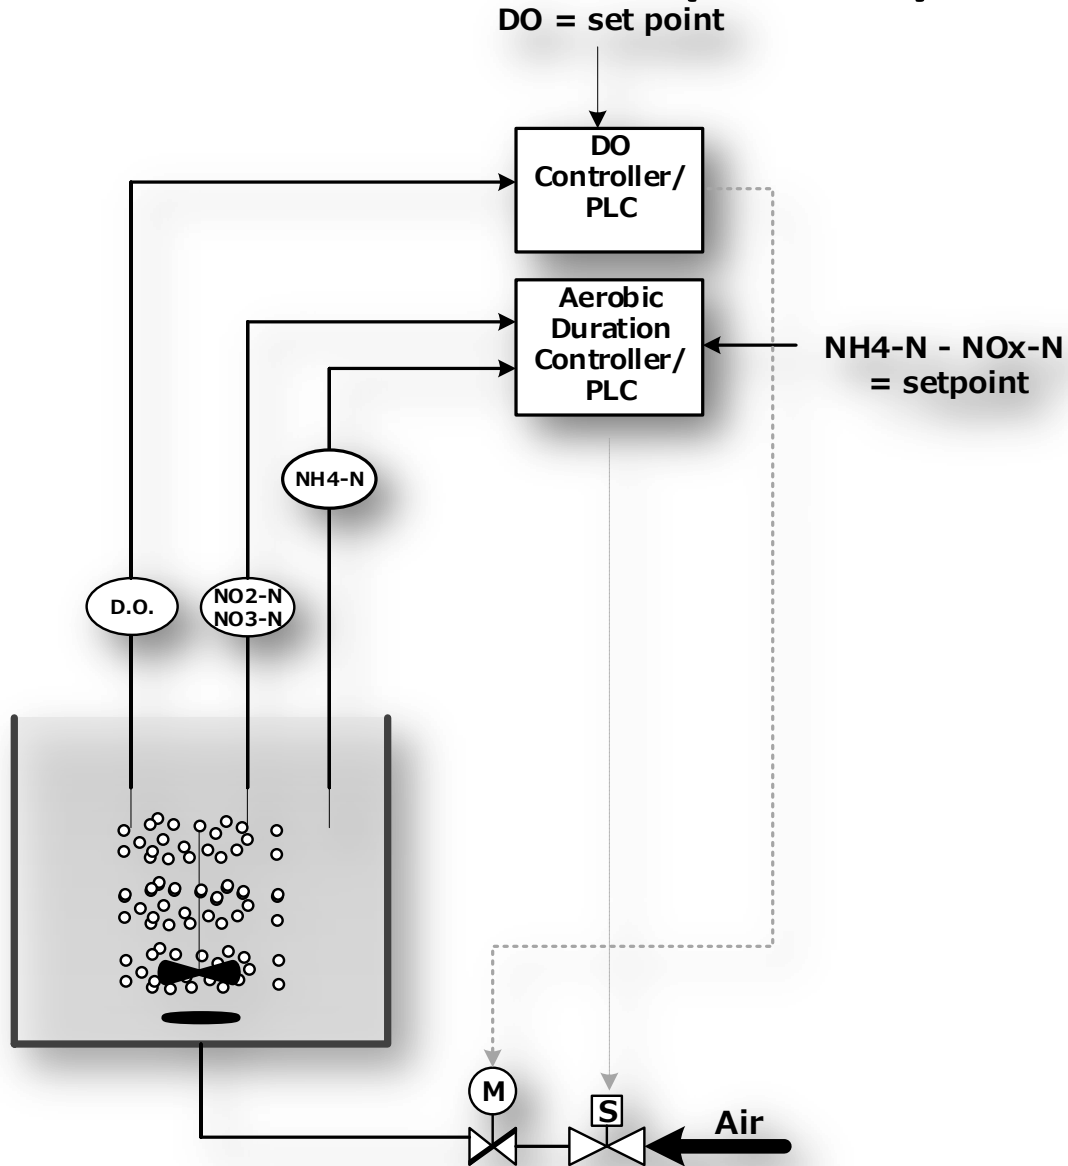 DO = set point
DO
Controller/
PLC
Aerobic
Duration
Controller/
PLC
NH4-N - NOx-N
= setpoint
NH4-N
D.O.
NO2-N
NO3-N
M
S
Air